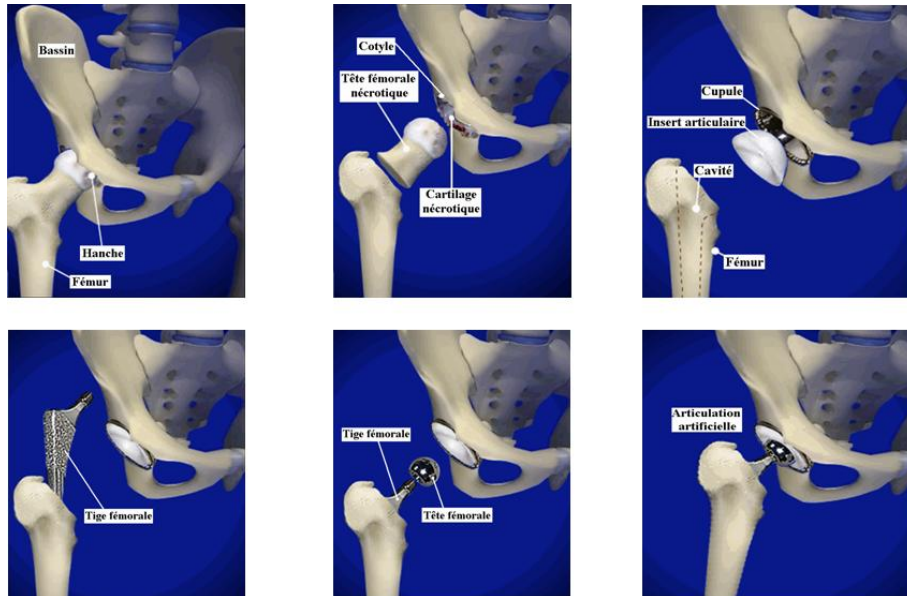 Bassin
Hanche
Fémur
Cotyle
Tête fémorale
nécrotique
Cartilage
nécrotique
Cupule
Insert articulaire
Cavité
Fémur
Tige fémorale
Tige fémorale
Tête fémorale
Articulation
artificielle